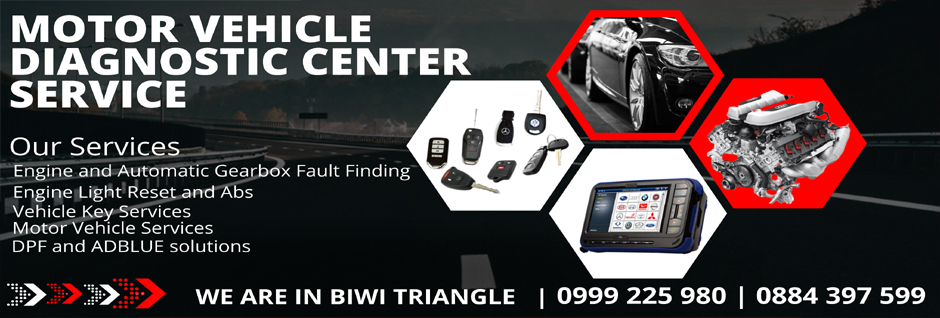 MOTOR VEHICLE
DIAGNOSTIC CENTER
SERVICE
Our Services
Engine and Automatic Gearbox Fault Finding
Engine Light Reset and Abs
Vehicle Key Services
Motor Vehicle Services
DPF and ADBLUE solutions
WE ARE IN BIWI TRIANGLE | 0999 225 980 | 0884 397 599